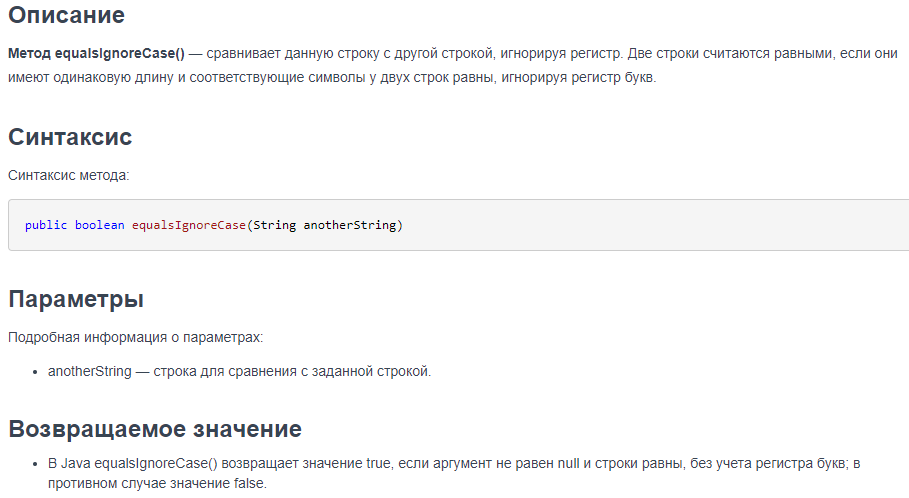 Описание
Метод equalsIgnoreCase() — сравнивает данную строку с другой строкой, игнорируя регистр. Две строки считаются равными, если они
имеют одинаковую длину и соответствующие символы у двух строк равны, игнорируя регистр букв.
Синтаксис
Синтаксис метода:
public boolean equalsIgnoreCase(String anotherString)
Параметры
Подробная информация о параметрах:
• anotherString — строка для сравнения с заданной строкой.
Возвращаемое значение
• В Java equalsIgnoreCase() возвращает значение true, если аргумент не равен null и строки равны, без учета регистра букв; в
противном случае значение false.